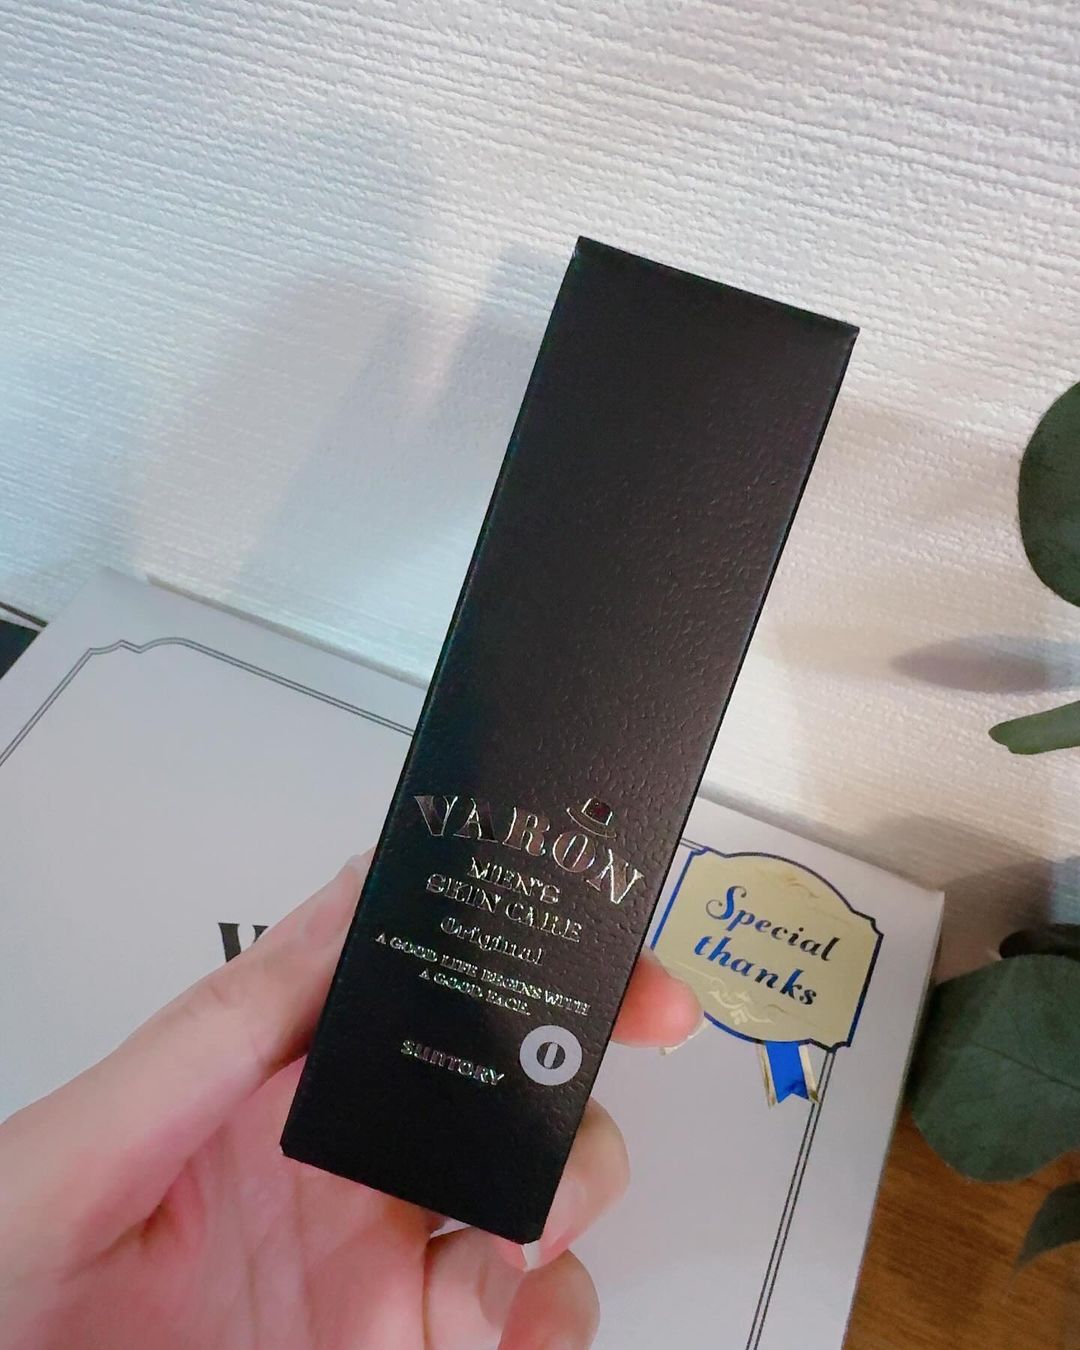 VARON
MEN'S
SKIN CARE
Original
A GOOD LIFE BEGINS WITH
A GOOD FACE.
SUNTORY
O
Special
thanks